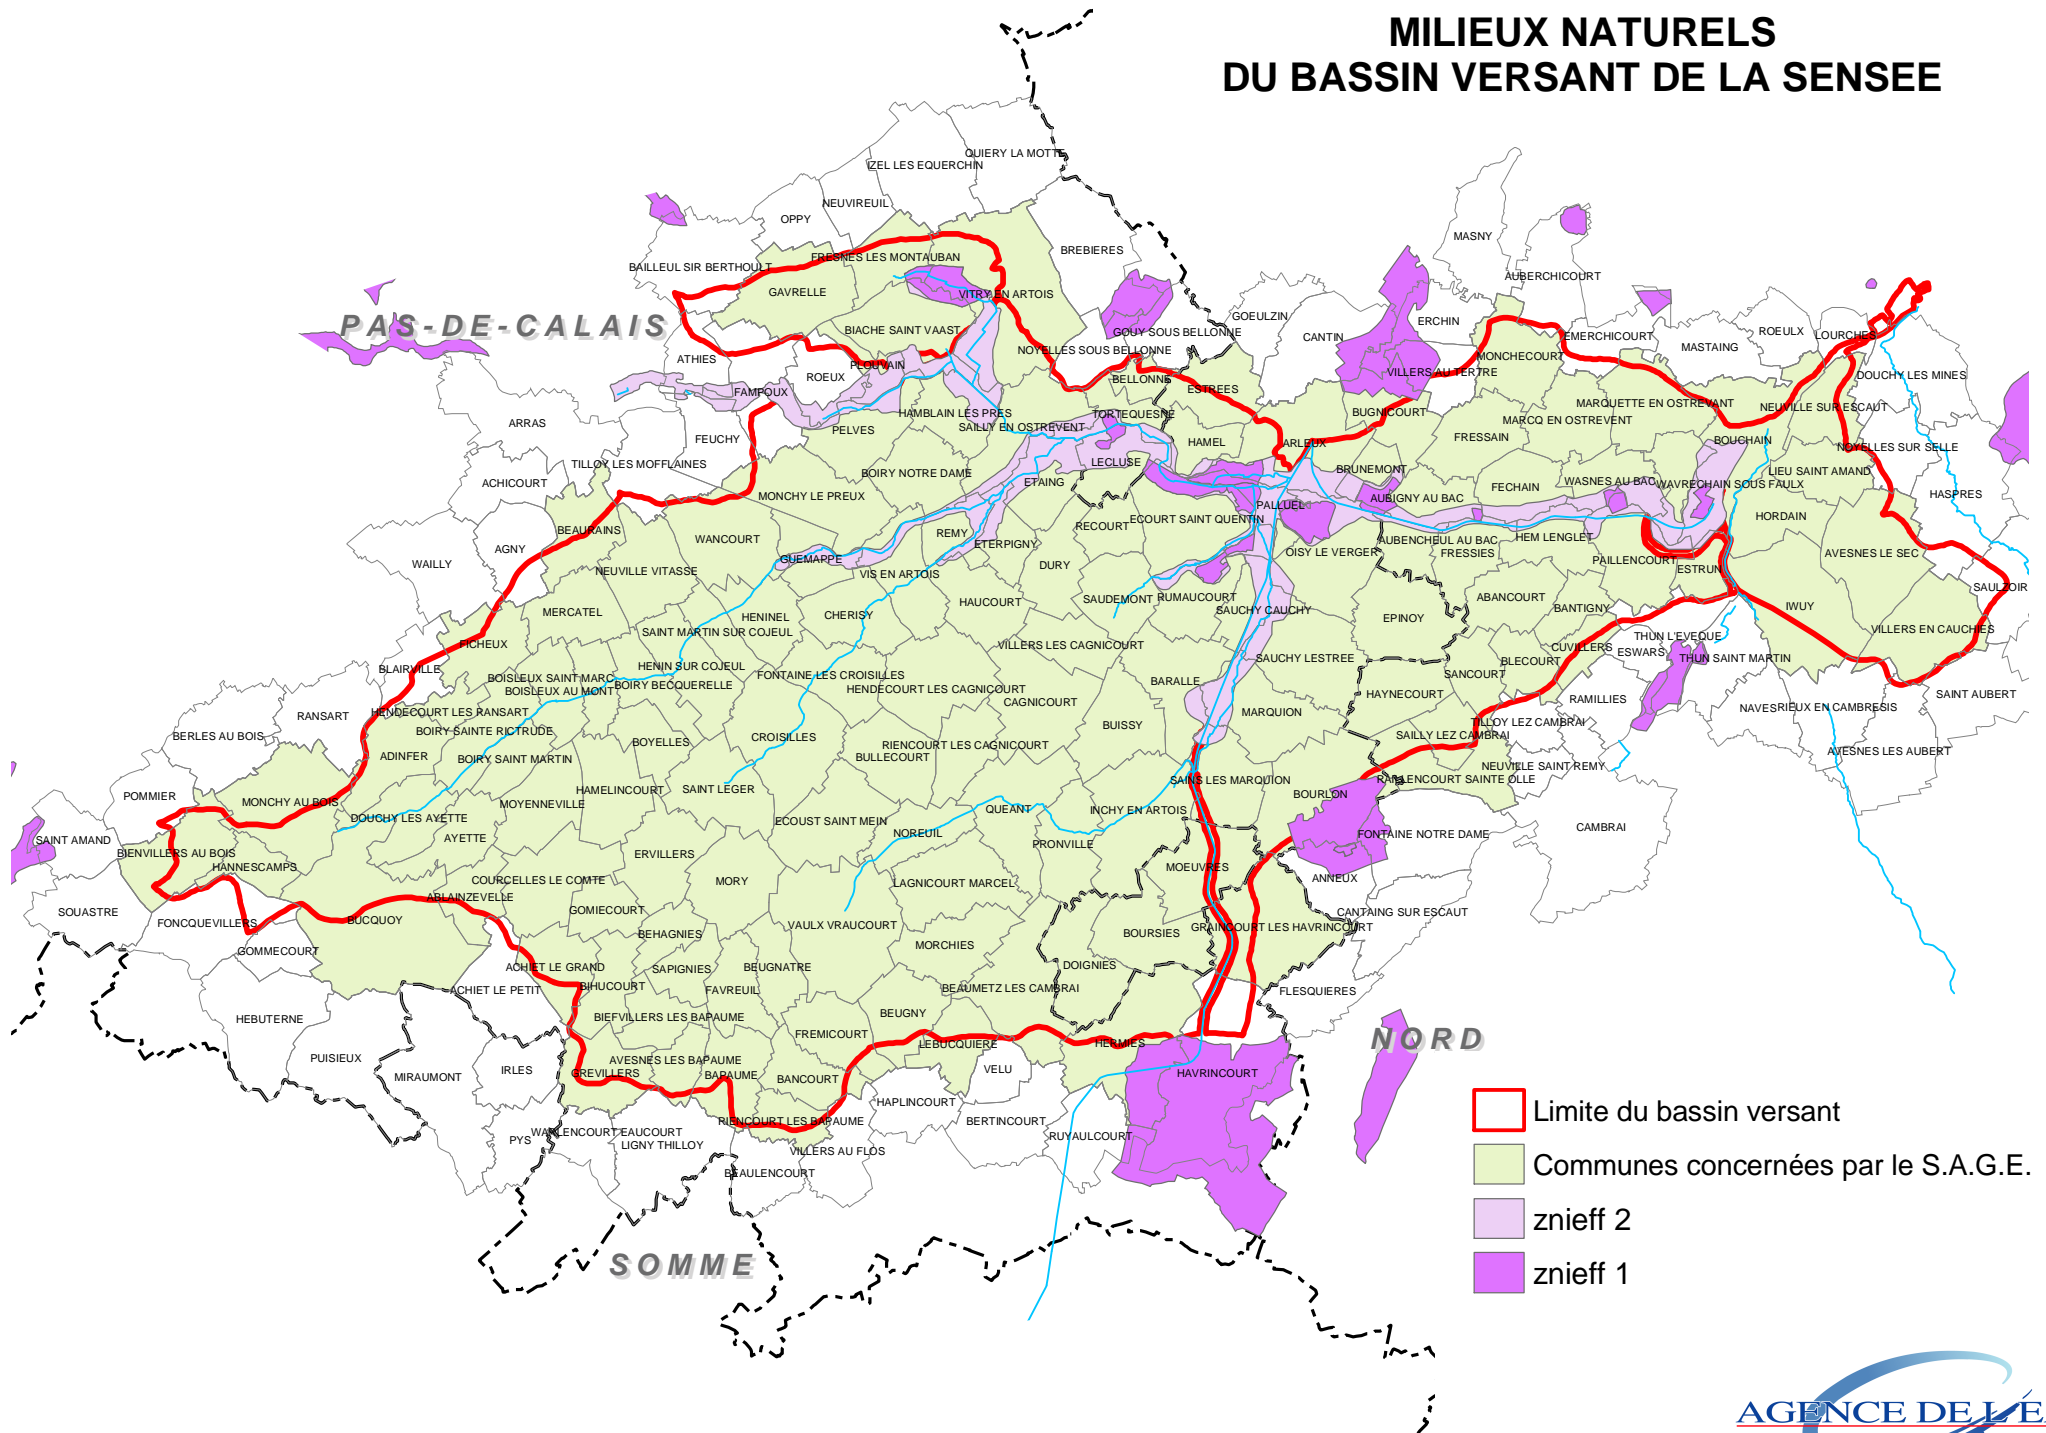 MILIEUX NATURELS
DU BASSIN VERSANT DE LA SENSEE
QUIERY LA MOTTE
IZEL LES EQUERCHIN
NEUVIREUIL
OPPY
BREBIERES
MASNY
BAILLEUL SIR BERTHOULT
FRESNES LES MONTAUBAN
AUBERCHICOURT
GAVRELLE
VITRY EN ARTOIS
PAS-DE-CALAIS
BIACHE SAINT VAAST
GOUY SOUS BELLONNE
GOEULZIN
CANTIN
ERCHIN
EMERCHICOURT
MASTAING
ROEULX
LOURCHES
ATHIES
PLOUVAIN
ROEUX
NOYELLES SOUS BELLONNE
MONCHECOURT
VILLERS AU TERTRE
DOUCHY LES MINES
FAMPOUX
BELLONNE
ESTREES
HAMBLAIN LES PRES
TORTEQUESNE
BUGNICOURT
MARQUETTE EN OSTREVANT
NEUVILLE SUR ESCAUT
ARRAS
FEUCHY
PELVES
SAILLY EN OSTREVENT
HAMEL
ARLEUX
FRESSAIN
MARCQ EN OSTREVENT
BOUCHAIN
NOYELLES SUR SELLE
TILLOY LES MOFFLAINES
BOIRY NOTRE DAME
LECLUSE
BRUNEMONT
LIEU SAINT AMAND
ACHICOURT
MONCHY LE PREUX
ETAING
AUBIGNY AU BAC
FECHAIN
WASNES AU BAC
WAVRECHAIN SOUS FAULX
HASPRES
PALLUEL
BEAURAINS
RECOURT
ECOURT SAINT QUENTIN
HORDAIN
AGNY
WANCOURT
REMY
ETERPIGNY
AUBENCHEUL AU BAC
HEM LENGLET
WAILLY
GUEMAPPE
OISY LE VERGER
FRESSIES
PAILLENCOURT
ESTRUN
AVESNES LE SEC
NEUVILLE VITASSE
VIS EN ARTOIS
DURY
SAULZOIR
MERCATEL
HENINEL
CHERISY
HAUCOURT
SAUDEMONT
RUMAUCOURT
SAUCHY CAUCHY
ABANCOURT
BANTIGNY
IWUY
SAINT MARTIN SUR COJEUL
EPINOY
VILLERS EN CAUCHIES
FICHEUX
VILLERS LES CAGNICOURT
CUVILLERS
THUN L'EVEQUE
ESWARS
THUN SAINT MARTIN
BLAIRVILLE
HENIN SUR COJEUL
SAUCHY LESTREE
BLECOURT
BOISLEUX SAINT MARC
FONTAINE LES CROISILLES
SANCOURT
BOISLEUX AU MONT
BOIRY BECQUERELLE
HENDECOURT LES CAGNICOURT
BARALLE
HAYNECOURT
RAMILLIES
SAINT AUBERT
CAGNICOURT
RANSART
HENDECOURT LES RANSART
MARQUION
NAVES
RIEUX EN CAMBRESIS
BERLES AU BOIS
BOIRY SAINTE RICTRUDE
BUISSY
TILLOY LEZ CAMBRAI
BOYELLES
CROISILLES
RIENCOURT LES CAGNICOURT
SAILLY LEZ CAMBRAI
ADINFER
BOIRY SAINT MARTIN
BULLECOURT
AVESNES LES AUBERT
NEUVILLE SAINT REMY
SAINS LES MARQUION
RAILLENCOURT SAINTE OLLE
POMMIER
HAMELINCOURT
SAINT LEGER
BOURLON
MONCHY AU BOIS
MOYENNEVILLE
QUEANT
INCHY EN ARTOIS
DOUCHY LES AYETTE
ECOUST SAINT MEIN
NOREUIL
CAMBRAI
SAINT AMAND
AYETTE
PRONVILLE
FONTAINE NOTRE DAME
BIENVILLERS AU BOIS
HANNESCAMPS
ERVILLERS
MOEUVRES
COURCELLES LE COMTE
MORY
LAGNICOURT MARCEL
ANNEUX
ABLAINZEVELLE
SOUASTRE
GOMIECOURT
CANTAING SUR ESCAUT
FONCQUEVILLERS
BUCQUOY
VAULX VRAUCOURT
GRAINCOURT LES HAVRINCOURT
BEHAGNIES
BOURSIES
GOMMECOURT
MORCHIES
ACHIET LE GRAND
SAPIGNIES
BEUGNATRE
DOIGNIES
ACHIET LE PETIT
BIHUCOURT
FAVREUIL
BEAUMETZ LES CAMBRAI
FLESQUIERES
HEBUTERNE
BIEFVILLERS LES BAPAUME
BEUGNY
FREMICOURT
NORD
LEBUCQUIERE
HERMIES
PUISIEUX
AVESNES LES BAPAUME
MIRAUMONT
IRLES
GREVILLERS
BAPAUME
BANCOURT
VELU
HAVRINCOURT
HAPLINCOURT
Limite du bassin versant
RIENCOURT LES BAPAUME
BERTINCOURT
PYS
WARLENCOURT EAUCOURT
RUYAULCOURT
LIGNY THILLOY
VILLERS AU FLOS
Communes concernées par le S.A.G.E.
BEAULENCOURT
znieff 2
SOMME
znieff 1
AGENCE DE L'É